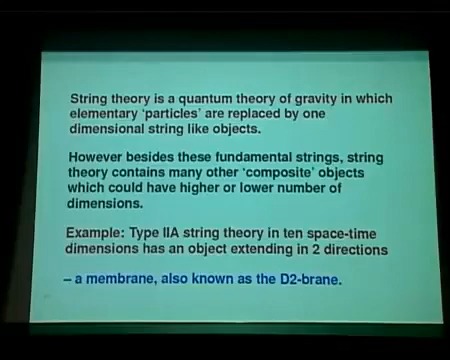 String theory is a quantum theory of gravity in which
elementary ‘particles’ are replaced by one
dimensional string like objects.
However besides these fundamental strings, string
theory contains many other ‘composite’ objects
which could have higher or lower number of
dimensions.
Example: Type IIA string theory in ten space-time
dimensions has an object extending in 2 directions
– a membrane, also known as the D2-brane.